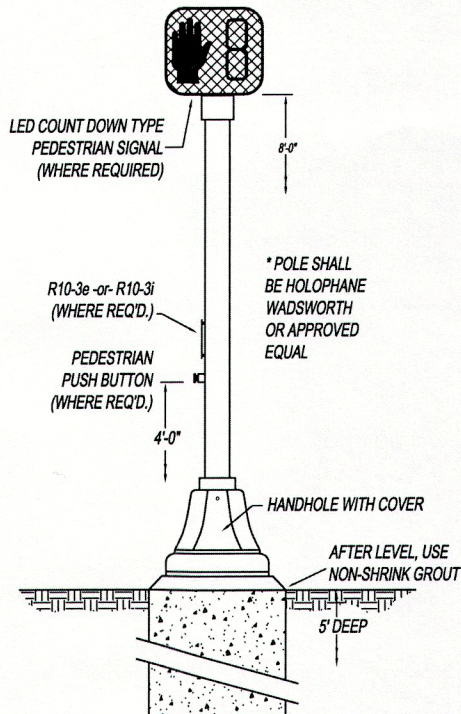 LED COUNT DOWN TYPE
PEDESTRIAN SIGNAL
(WHERE REQUIRED)
8'-0"
* POLE SHALL
BE HOLOPHANE
WADSWORTH
OR APPROVED
EQUAL
R10-3e -or- R10-3i
(WHERE REQ'D.)
PEDESTRIAN
PUSH BUTTON
(WHERE REQ'D.)
4'-0"
HANDHOLE WITH COVER
AFTER LEVEL, USE
NON-SHRINK GROUT
5' DEEP